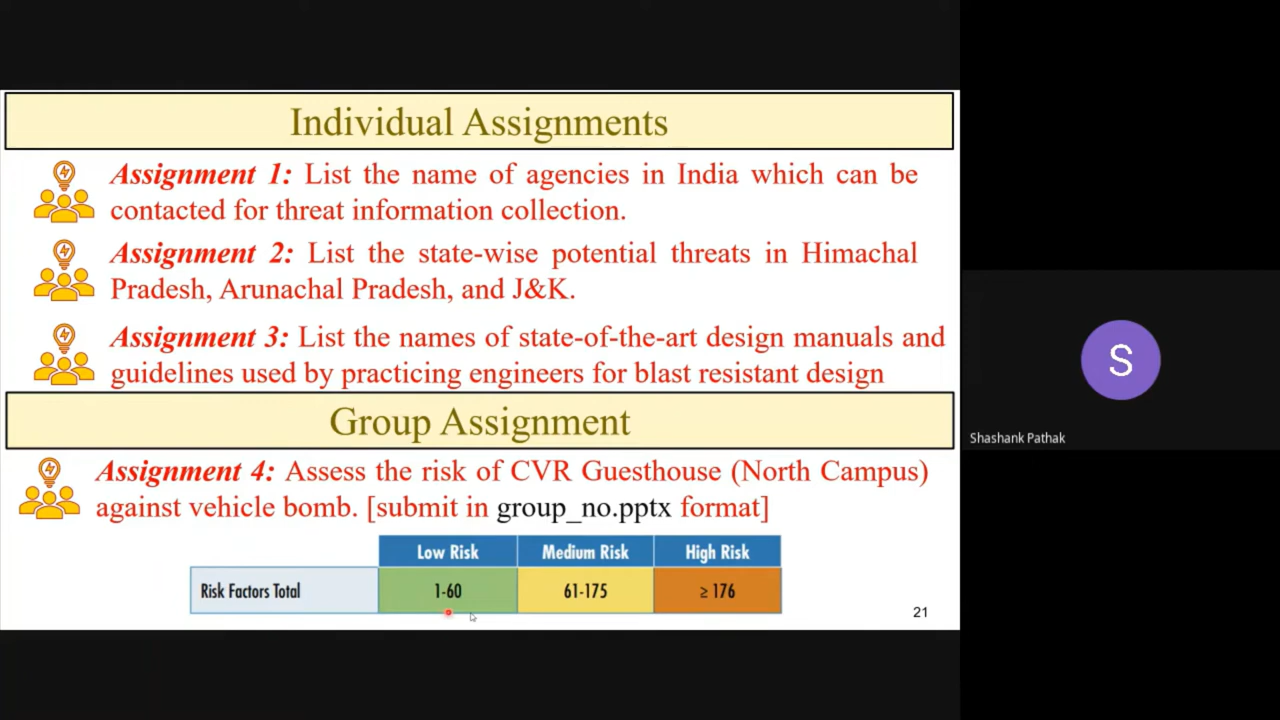 Individual Assignments
Assignment 1: List the name of agencies in India which can be
contacted for threat information collection.
Assignment 2: List the state-wise potential threats in Himachal
Pradesh, Arunachal Pradesh, and J&K.
Assignment 3: List the names of state-of-the-art design manuals and
guidelines used by practicing engineers for blast resistant design
Group Assignment
Assignment 4: Assess the risk of CVR Guesthouse (North Campus)
against vehicle bomb. [submit in group_no.pptx format]
Low Risk Medium Risk High Risk
Risk Factors Total 1-60 61-175 ≥ 176
21
S
Shashank Pathak